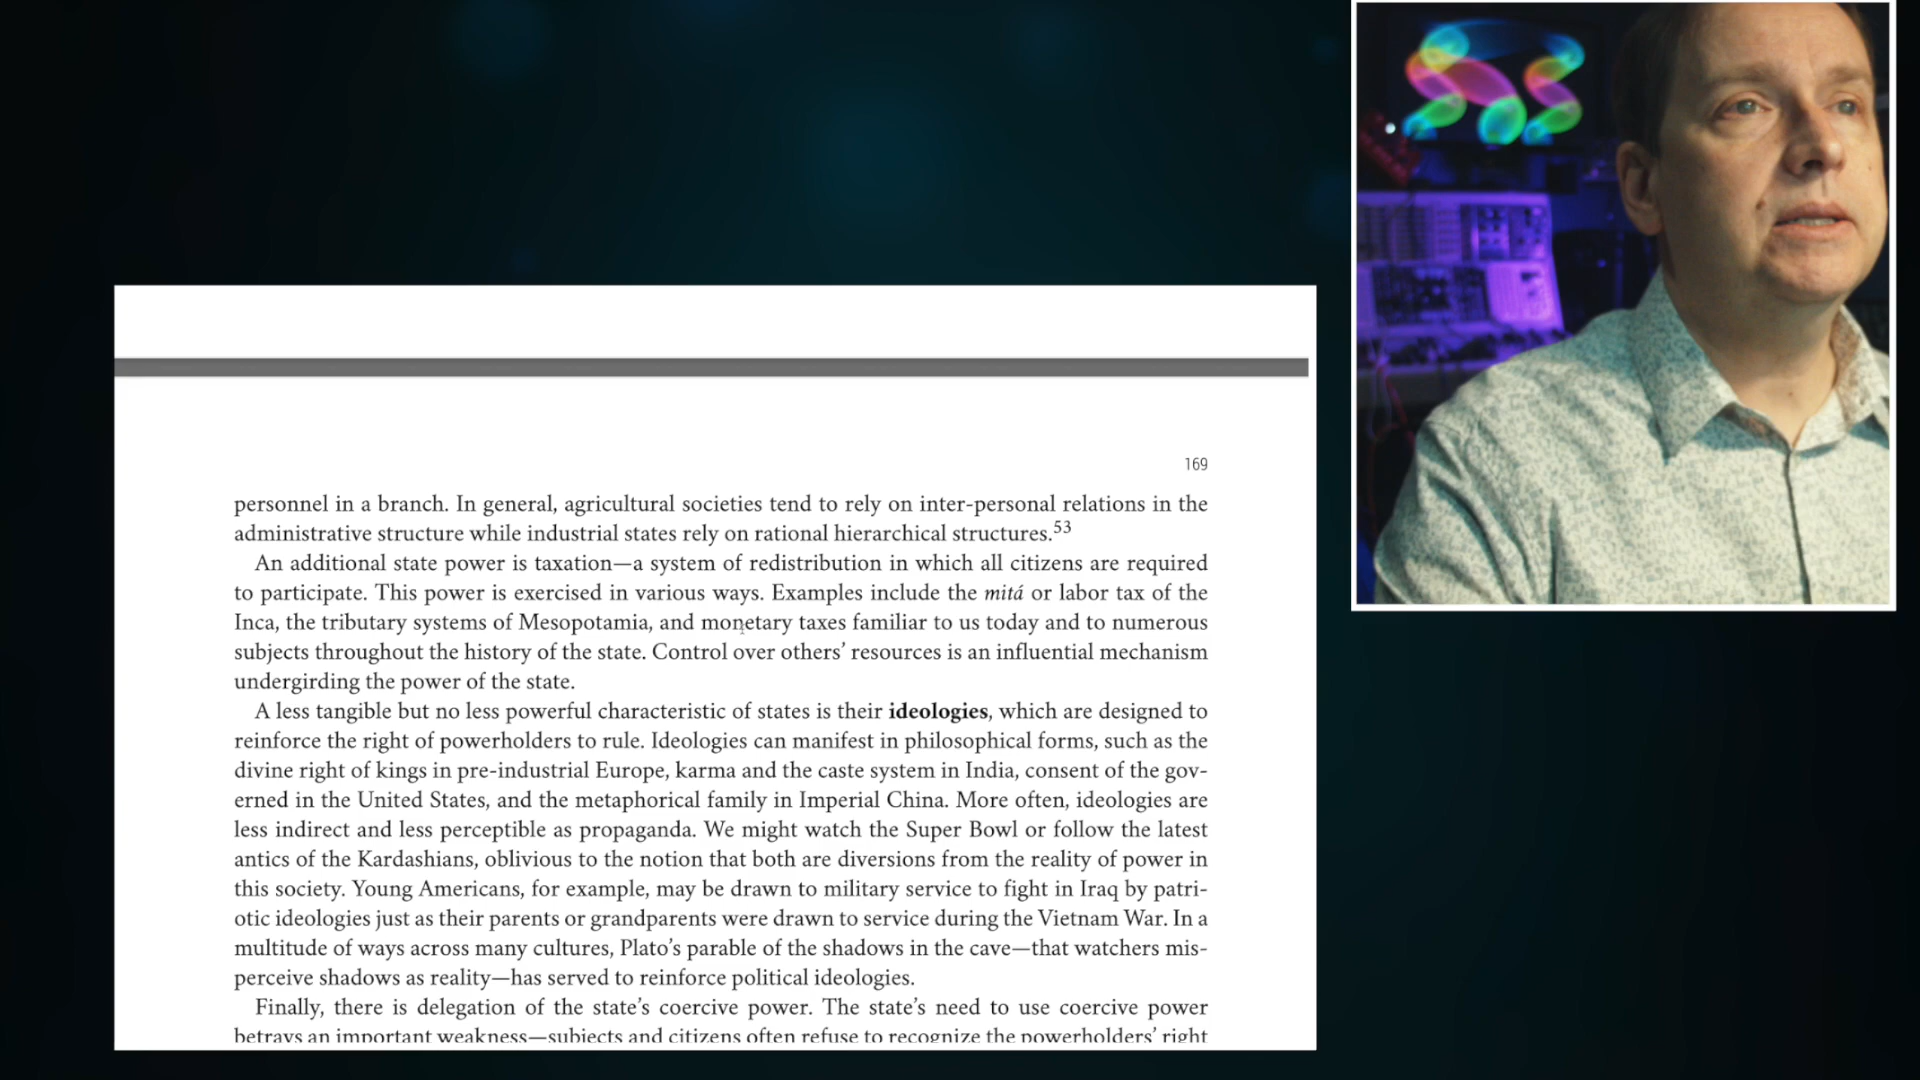 169
personnel in a branch. In general, agricultural societies tend to rely on inter-personal relations in the
administrative structure while industrial states rely on rational hierarchical structures.53
An additional state power is taxation—a system of redistribution in which all citizens are required
to participate. This power is exercised in various ways. Examples include the mitá or labor tax of the
Inca, the tributary systems of Mesopotamia, and monetary taxes familiar to us today and to numerous
subjects throughout the history of the state. Control over others’ resources is an influential mechanism
undergirding the power of the state.
A less tangible but no less powerful characteristic of states is their ideologies, which are designed to
reinforce the right of powerholders to rule. Ideologies can manifest in philosophical forms, such as the
divine right of kings in pre-industrial Europe, karma and the caste system in India, consent of the gov-
erned in the United States, and the metaphorical family in Imperial China. More often, ideologies are
less indirect and less perceptible as propaganda. We might watch the Super Bowl or follow the latest
antics of the Kardashians, oblivious to the notion that both are diversions from the reality of power in
this society. Young Americans, for example, may be drawn to military service to fight in Iraq by patri-
otic ideologies just as their parents or grandparents were drawn to service during the Vietnam War. In a
multitude of ways across many cultures, Plato’s parable of the shadows in the cave—that watchers mis-
perceive shadows as reality—has served to reinforce political ideologies.
Finally, there is delegation of the state’s coercive power. The state’s need to use coercive power
betrays an important weakness—subjects and citizens often refuse to recognize the powerholders’ right